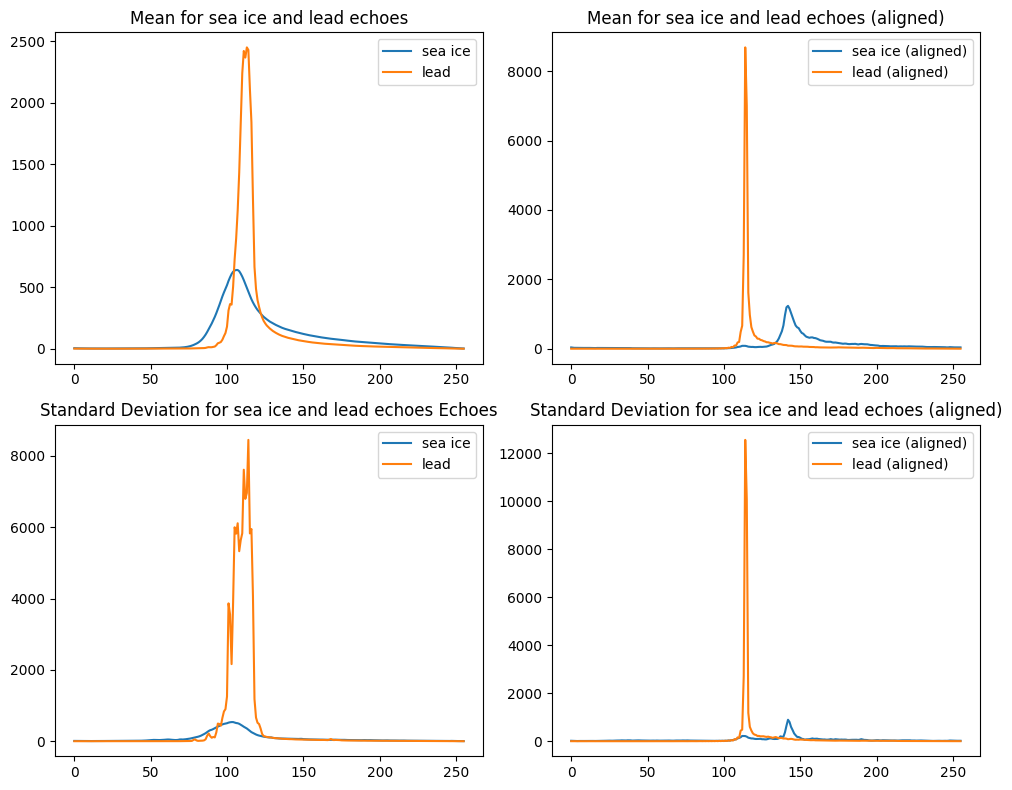 Mean for sea ice and lead echoes
2500
2000
1500
1000
500
0
0 50 100 150 200 250
sea ice
lead
Mean for sea ice and lead echoes (aligned)
8000
6000
4000
2000
0
0 50 100 150 200 250
sea ice (aligned)
lead (aligned)
Standard Deviation for sea ice and lead echoes Echoes
8000
6000
4000
2000
0
0 50 100 150 200 250
sea ice
lead
Standard Deviation for sea ice and lead echoes (aligned)
12000
10000
8000
6000
4000
2000
0
0 50 100 150 200 250
sea ice (aligned)
lead (aligned)